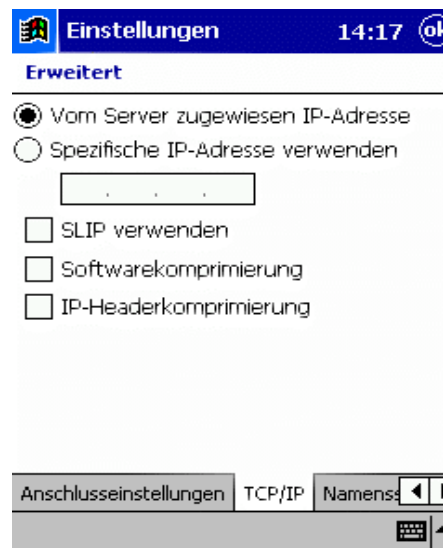 Einstellungen 14:17 ok
Erweitert
Vom Server zugewiesen IP-Adresse
Spezifische IP-Adresse verwenden
. . .
SLIP verwenden
Softwarekomprimierung
IP-Headerkomprimierung
Anschlusseinstellungen TCP/IP